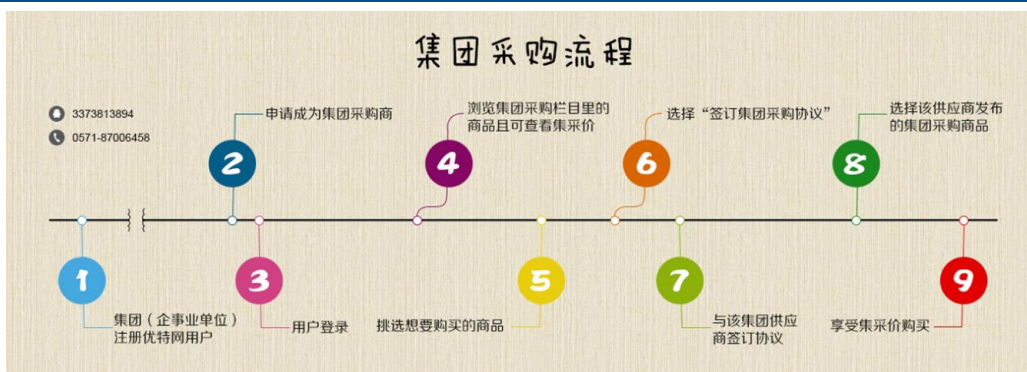 集团采购流程
3373813894
0571-87006458
1
集团（企事业单位）
注册优特网用户
2
申请成为集团采购商
3
用户登录
4
浏览集团采购栏目里的
商品且可查看集采价
5
挑选想要购买的商品
6
选择“签订集团采购协议”
7
与该集团供应
商签订协议
8
选择该供应商发布
的集团采购商品
9
享受集采价购买